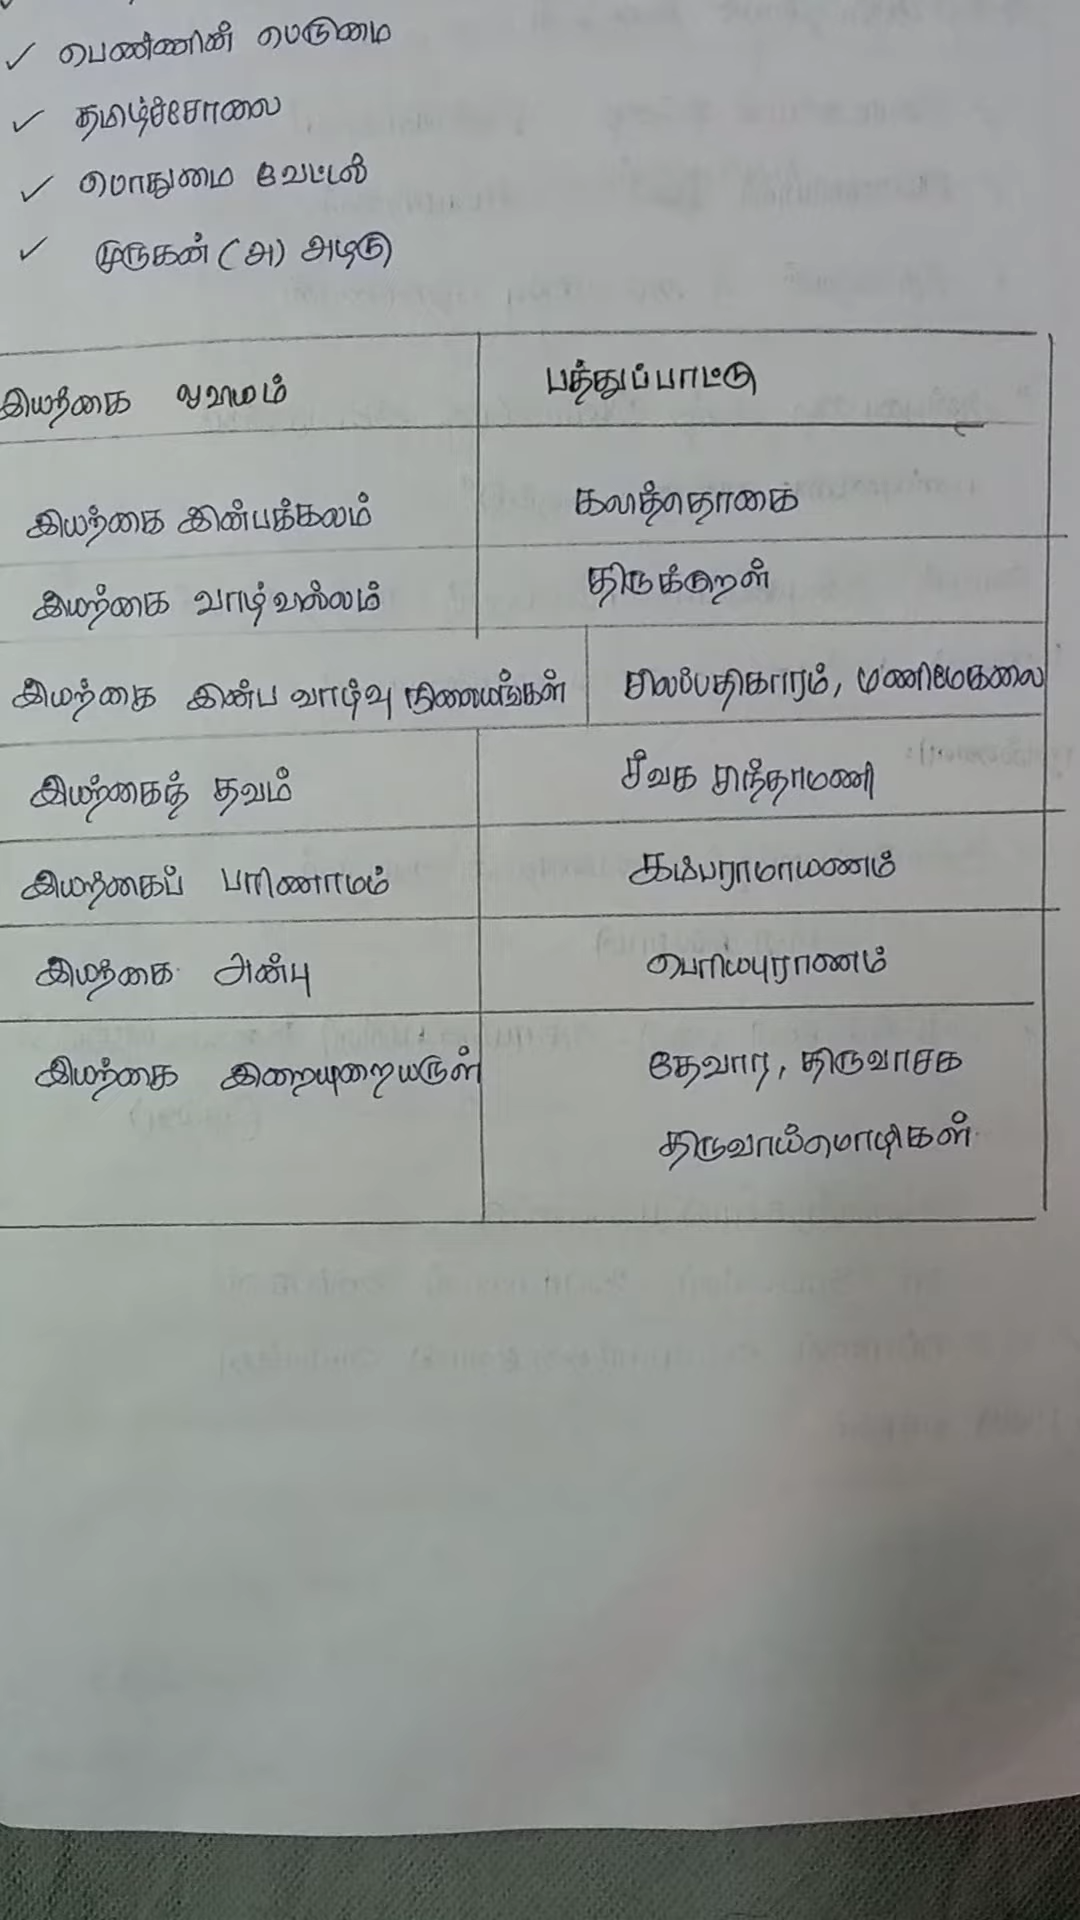 ✓ பெண்ணின் பெருமை
✓ தமிழ்ச்சோலை
✓ பொதுமை வேட்டல்
✓ முருகன் (அ) அழகு
இயற்கை ஓவியம் பத்துப்பாட்டு
இயற்கை இன்பக்கலம் கலித்தொகை
இயற்கை வாழ்வில்லம் திருக்குறள்
இயற்கை இன்ப வாழ்வு நிலையங்கள் சிலப்பதிகாரம், மணிமேகலை
இயற்கைத் தவம் சீவக சிந்தாமணி
இயற்கைப் பரிணாமம் கம்பராமாயணம்
இயற்கை அன்பு பெரியபுராணம்
இயற்கை இறையுறையருள் தேவார, திருவாசக
திருவாய்மொழிகள்